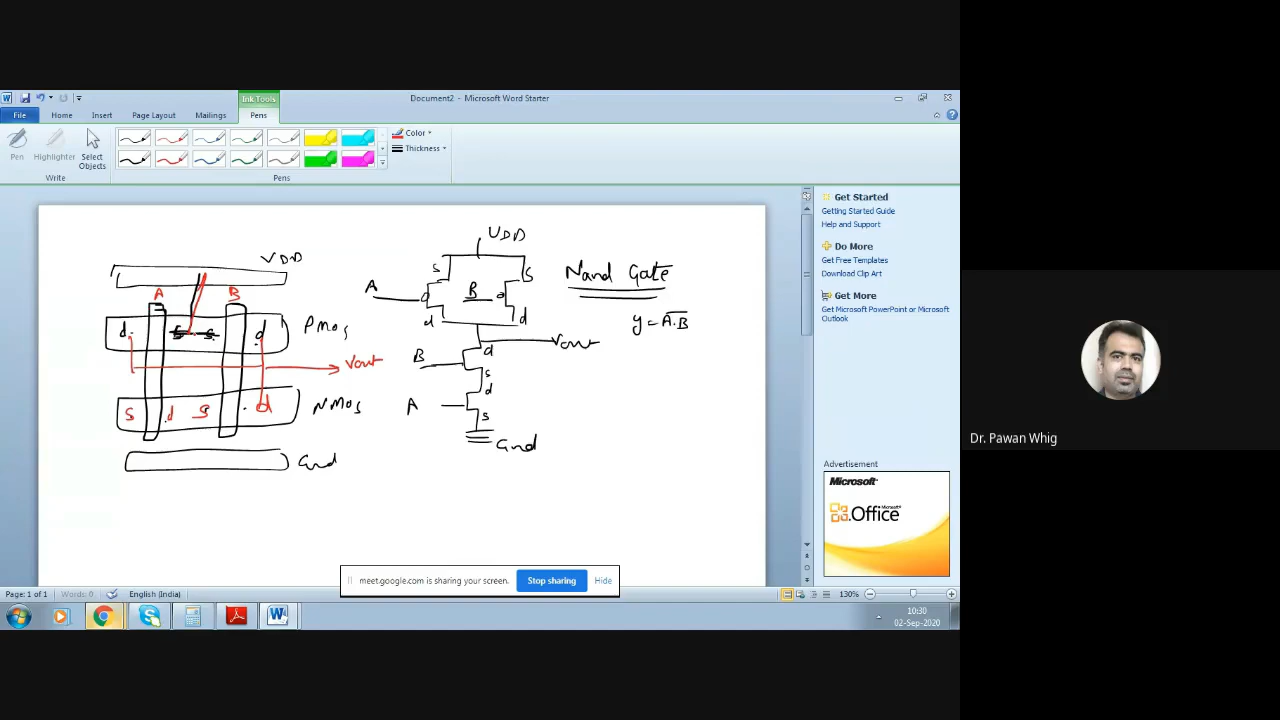 Ink Tools
Document2 - Microsoft Word Starter
File Home Insert Page Layout Mailings Pens
Pen Highlighter Select Objects
Color
Thickness
Write
Pens
VDD
A B
d d PMos
Vout
s d s d NMos
Gnd
VDD
s s
A B
d d
Vout
B d
s
d
A
s
Gnd
Nand Gate
y = \overline{A.B}
Get Started
Getting Started Guide
Help and Support
Do More
Get Free Templates
Download Clip Art
Get More
PowerPoint or Microsoft Outlook
Advertisement
Microsoft
Microsoft
Office
meet.google.com is sharing your screen. Stop sharing Hide
Page: 1 of 1 Words: 0 English (India) 130%
10:30
02-Sep-2020
Dr. Pawan Whig